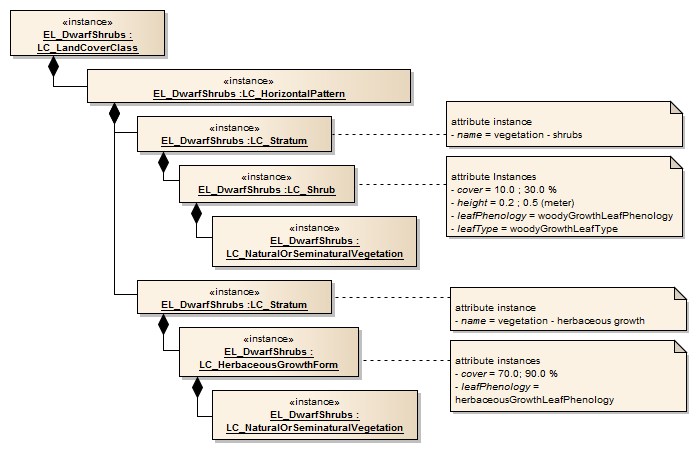 «instance»
EL_DwarfShrubs :
LC_LandCoverClass
«instance»
EL_DwarfShrubs :LC_HorizontalPattern
«instance»
EL_DwarfShrubs :LC_Stratum
attribute instance
- name = vegetation - shrubs
«instance»
EL_DwarfShrubs :LC_Shrub
attribute Instances
- cover = 10.0 ; 30.0 %
- height = 0.2 ; 0.5 (meter)
- leafPhenology = woodyGrowthLeafPhenology
- leafType = woodyGrowthLeafType
«instance»
EL_DwarfShrubs :
LC_NaturalOrSeminaturalVegetation
«instance»
EL_DwarfShrubs :LC_Stratum
attribute instance
- name = vegetation - herbaceous growth
«instance»
EL_DwarfShrubs :
LC_HerbaceousGrowthForm
attribute instances
- cover = 70.0; 90.0 %
- leafPhenology =
herbaceousGrowthLeafPhenology
«instance»
EL_DwarfShrubs :
LC_NaturalOrSeminaturalVegetation